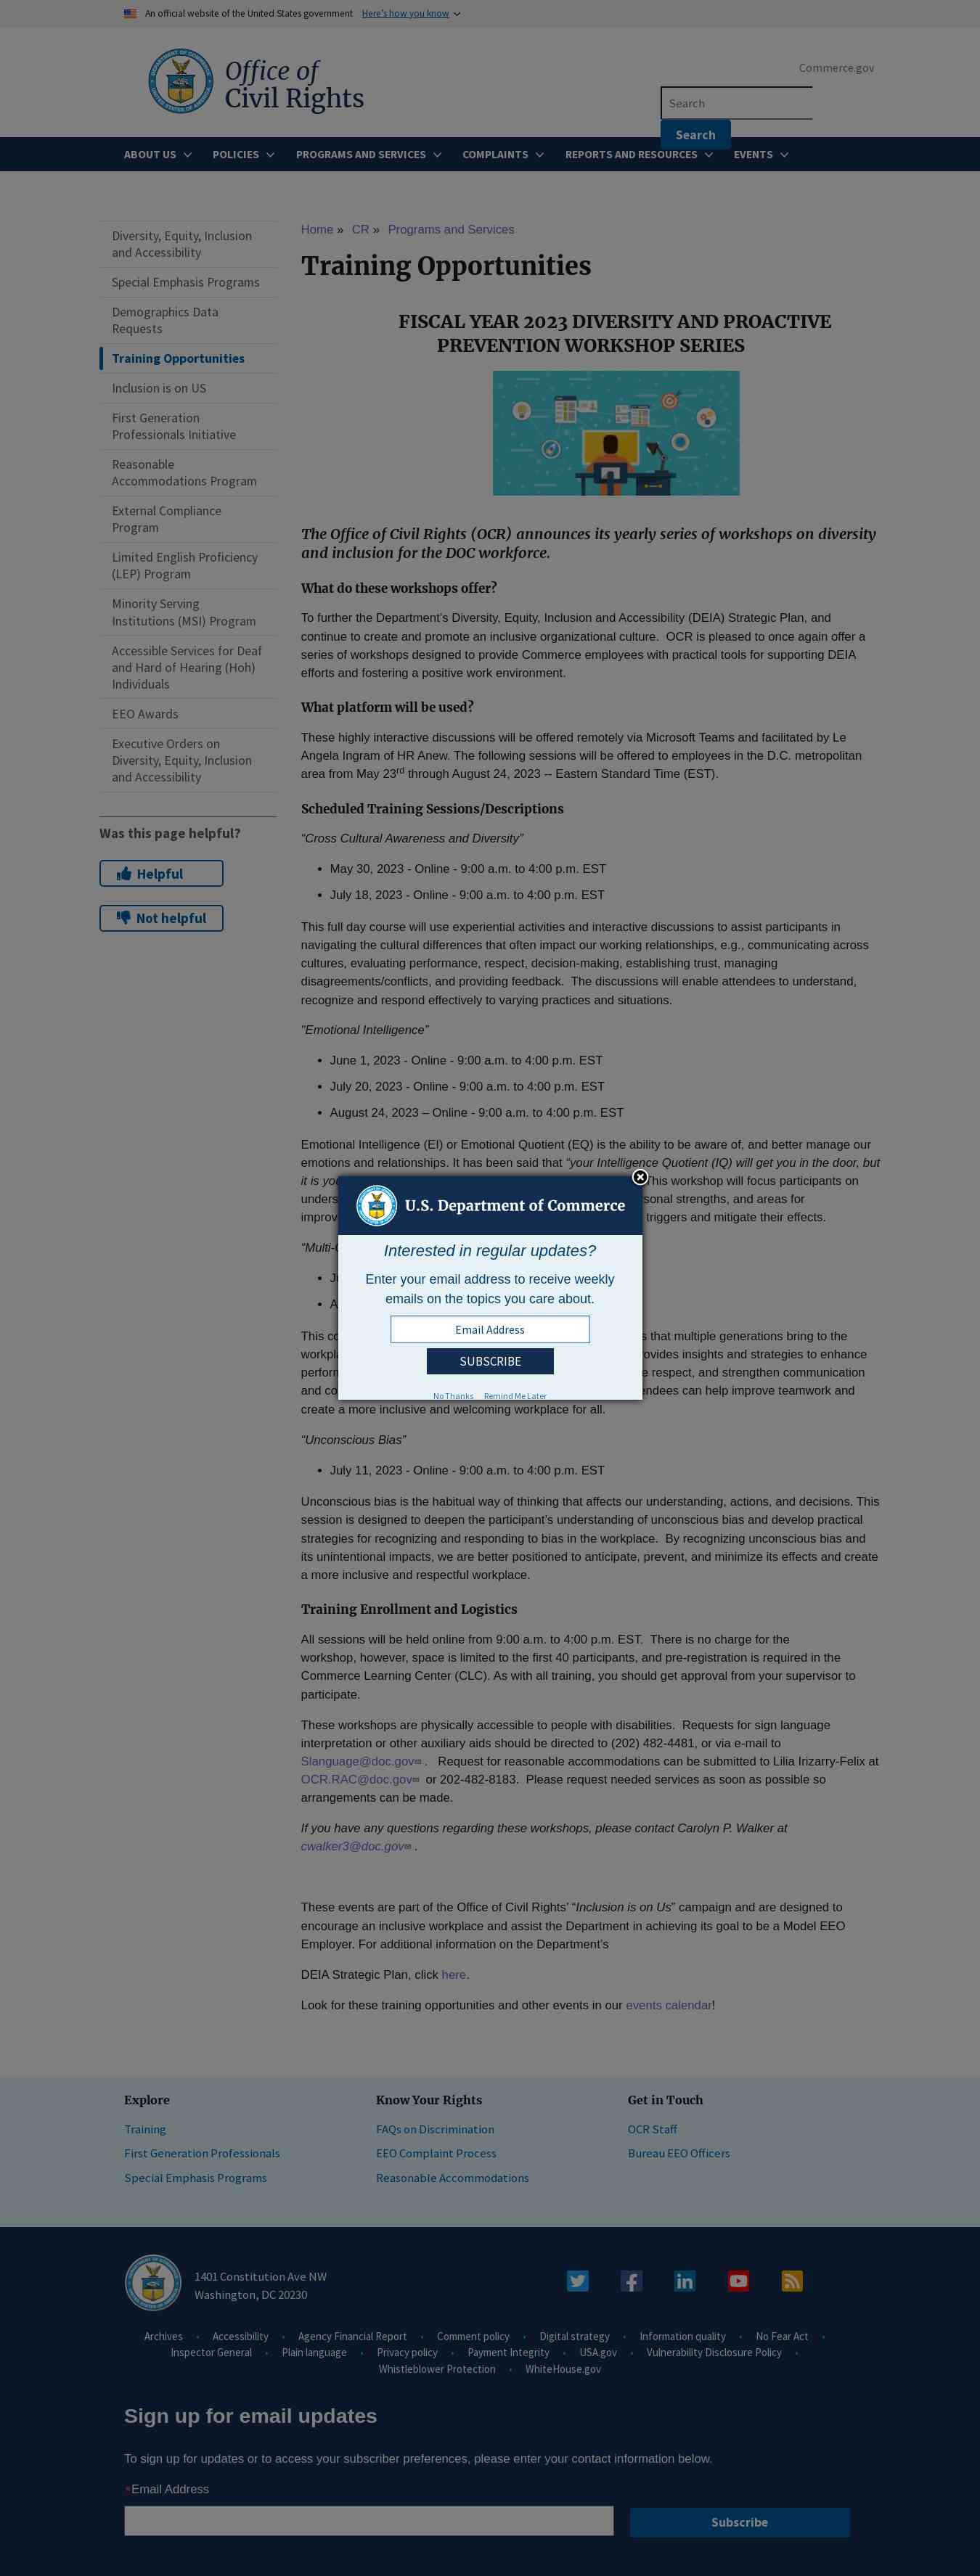 An official website of the United States government Here's how you know
Office of
Civil Rights
Commerce.gov
Search
Search
ABOUT US POLICIES PROGRAMS AND SERVICES COMPLAINTS REPORTS AND RESOURCES EVENTS
Diversity, Equity, Inclusion
and Accessibility
Special Emphasis Programs
Demographics Data
Requests
Training Opportunities
Inclusion is on US
First Generation
Professionals Initiative
Reasonable
Accommodations Program
External Compliance
Program
Limited English Proficiency
(LEP) Program
Minority Serving
Institutions (MSI) Program
Accessible Services for Deaf
and Hard of Hearing (Hoh)
Individuals
EEO Awards
Executive Orders on
Diversity, Equity, Inclusion
and Accessibility
Was this page helpful?
Helpful
Not helpful
Home » CR » Programs and Services
Training Opportunities
FISCAL YEAR 2023 DIVERSITY AND PROACTIVE
PREVENTION WORKSHOP SERIES
The Office of Civil Rights (OCR) announces its yearly series of workshops on diversity
and inclusion for the DOC workforce.
What do these workshops offer?
To further the Department's Diversity, Equity, Inclusion and Accessibility (DEIA) Strategic Plan, and
continue to create and promote an inclusive organizational culture. OCR is pleased to once again offer a
series of workshops designed to provide Commerce employees with practical tools for supporting DEIA
efforts and fostering a positive work environment.
What platform will be used?
These highly interactive discussions will be offered remotely via Microsoft Teams and facilitated by Le
Angela Ingram of HR Anew. The following sessions will be offered to employees in the D.C. metropolitan
area from May 23rd through August 24, 2023 -- Eastern Standard Time (EST).
Scheduled Training Sessions/Descriptions
“Cross Cultural Awareness and Diversity”
• May 30, 2023 - Online - 9:00 a.m. to 4:00 p.m. EST
• July 18, 2023 - Online - 9:00 a.m. to 4:00 p.m. EST
This full day course will use experiential activities and interactive discussions to assist participants in
navigating the cultural differences that often impact our working relationships, e.g., communicating across
cultures, evaluating performance, respect, decision-making, establishing trust, managing
disagreements/conflicts, and providing feedback. The discussions will enable attendees to understand,
recognize and respond effectively to varying practices and situations.
“Emotional Intelligence”
• June 1, 2023 - Online - 9:00 a.m. to 4:00 p.m. EST
• July 20, 2023 - Online - 9:00 a.m. to 4:00 p.m. EST
• August 24, 2023 – Online - 9:00 a.m. to 4:00 p.m. EST
Emotional Intelligence (EI) or Emotional Quotient (EQ) is the ability to be aware of, and better manage our
emotions and relationships. It has been said that “your Intelligence Quotient (IQ) will get you in the door, but
it is his workshop will focus participants on
sonal strengths, and areas for
triggers and mitigate their effects.
U.S. Department of Commerce
Interested in regular updates?
Enter your email address to receive weekly
emails on the topics you care about.
Email Address
SUBSCRIBE
No Thanks Remind Me Later
This that multiple generations bring to the
provides insights and strategies to enhance
respect, and strengthen communication
and can help improve teamwork and
create a more inclusive and welcoming workplace for all.
“Unconscious Bias”
• July 11, 2023 - Online - 9:00 a.m. to 4:00 p.m. EST
Unconscious bias is the habitual way of thinking that affects our understanding, actions, and decisions. This
session is designed to deepen the participant's understanding of unconscious bias and develop practical
strategies for recognizing and responding to bias in the workplace. By recognizing unconscious bias and
its unintentional impacts, we are better positioned to anticipate, prevent, and minimize its effects and create
a more inclusive and respectful workplace.
Training Enrollment and Logistics
All sessions will be held online from 9:00 a.m. to 4:00 p.m. EST. There is no charge for the
workshop, however, space is limited to the first 40 participants, and pre-registration is required in the
Commerce Learning Center (CLC). As with all training, you should get approval from your supervisor to
participate.
These workshops are physically accessible to people with disabilities. Requests for sign language
interpretation or other auxiliary aids should be directed to (202) 482-4481, or via e-mail to
Slanguage@doc.gov. Request for reasonable accommodations can be submitted to Lilia Irizarry-Felix at
OCR.RAC@doc.gov or 202-482-8183. Please request needed services as soon as possible so
arrangements can be made.
If you have any questions regarding these workshops, please contact Carolyn P. Walker at
cwalker3@doc.gov.
These events are part of the Office of Civil Rights' “Inclusion is on Us” campaign and are designed to
encourage an inclusive workplace and assist the Department in achieving its goal to be a Model EEO
Employer. For additional information on the Department's
DEIA Strategic Plan, click here.
Look for these training opportunities and other events in our events calendar!
Explore
Training
First Generation Professionals
Special Emphasis Programs
Know Your Rights
FAQs on Discrimination
EEO Complaint Process
Reasonable Accommodations
Get in Touch
OCR Staff
Bureau EEO Officers
1401 Constitution Ave NW
Washington, DC 20230
Archives • Accessibility • Agency Financial Report • Comment policy • Digital strategy • Information quality • No Fear Act •
Inspector General • Plain language • Privacy policy • Payment Integrity • USA.gov • Vulnerability Disclosure Policy •
Whistleblower Protection • WhiteHouse.gov
Sign up for email updates
To sign up for updates or to access your subscriber preferences, please enter your contact information below.
*Email Address
Subscribe